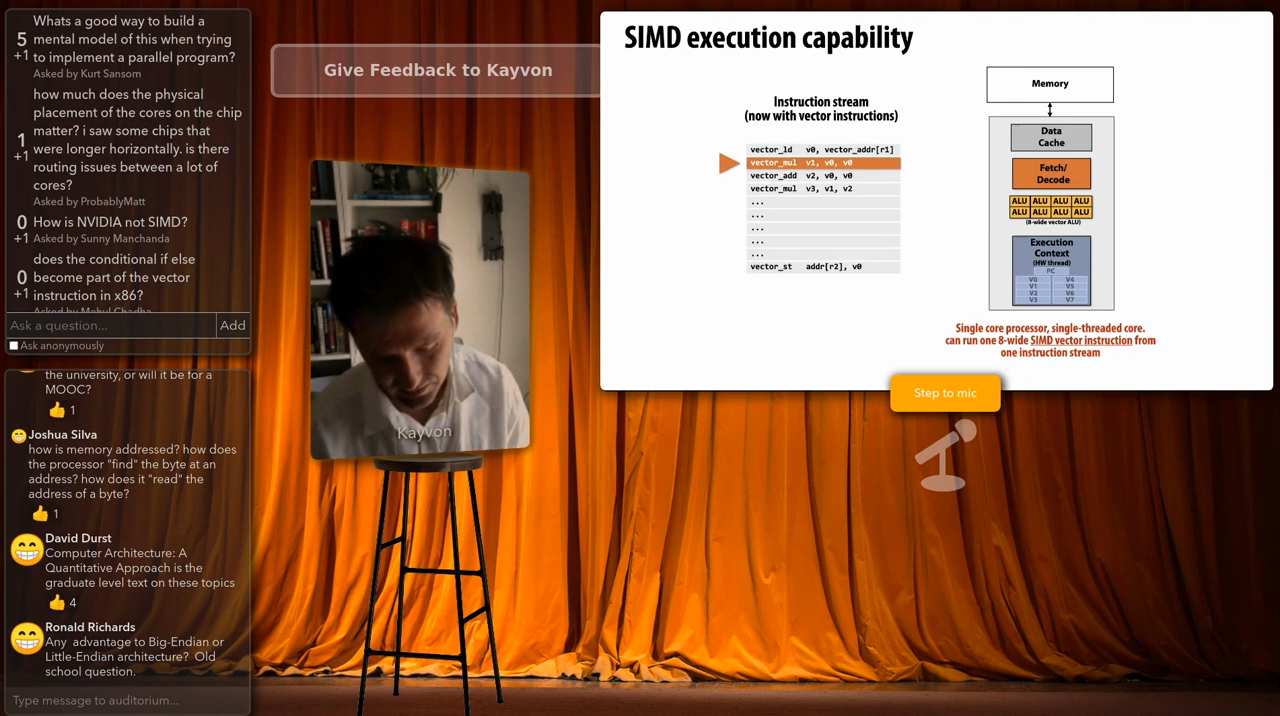 Whats a good way to build a
5 mental model of this when trying
+1 to implement a parallel program?
Asked by Kurt Sansom
how much does the physical
placement of the cores on the chip
1 matter? i saw some chips that
+1 were longer horizontally. is there
routing issues between a lot of
cores?
Asked by ProbablyMatt
0 How is NVIDIA not SIMD?
+1 Asked by Sunny Manchanda
does the conditional if else
0 become part of the vector
+1 instruction in x86?
Asked by Mehul Chadha
Ask a question... Add
Ask anonymously
the university, or will it be for a
MOOC?
👍 1
Joshua Silva
how is memory addressed? how does
the processor "find" the byte at an
address? how does it "read" the
address of a byte?
👍 1
David Durst
Computer Architecture: A
Quantitative Approach is the
graduate level text on these topics
👍 4
Ronald Richards
Any advantage to Big-Endian or
Little-Endian architecture? Old
school question.
Type message to auditorium...
Give Feedback to Kayvon
Kayvon
SIMD execution capability
Instruction stream
(now with vector instructions)
vector_ld v0, vector_addr[r1]
vector_mul v1, v0, v0
vector_add v2, v0, v0
vector_mul v3, v1, v2
...
...
...
...
...
vector_st addr[r2], v0
Memory
Data
Cache
Fetch/
Decode
ALU ALU ALU ALU
ALU ALU ALU ALU
(8-wide vector ALU)
Execution
Context
(HW thread)
PC
V0 V4
V1 V5
V2 V6
V3 V7
Single core processor, single-threaded core.
can run one 8-wide SIMD vector instruction from
one instruction stream
Step to mic